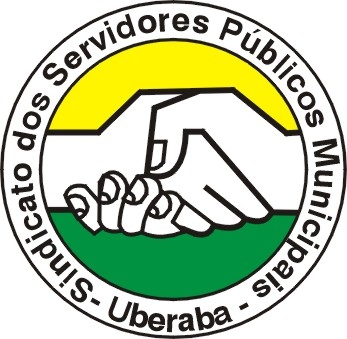 Sindicato dos Servidores Públicos Municipais
- Uberaba -